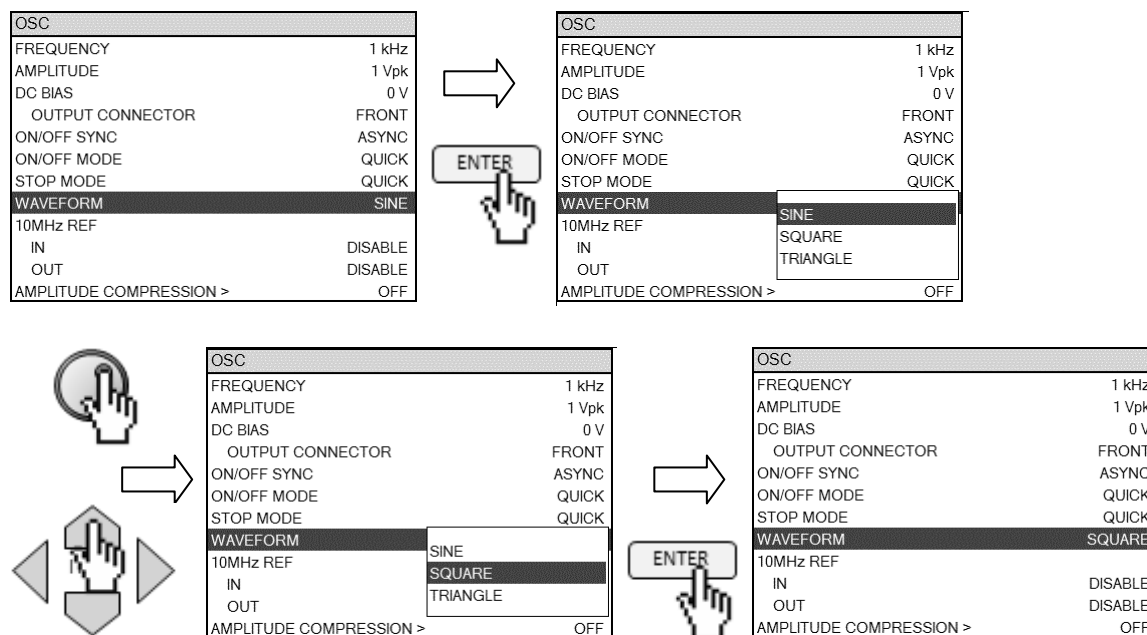 OSC
FREQUENCY 1 kHz
AMPLITUDE 1 Vpk
DC BIAS 0 V
OUTPUT CONNECTOR FRONT
ON/OFF SYNC ASYNC
ON/OFF MODE QUICK
STOP MODE QUICK
WAVEFORM SINE
10MHz REF
IN DISABLE
OUT DISABLE
AMPLITUDE COMPRESSION > OFF
ENTER
OSC
FREQUENCY 1 kHz
AMPLITUDE 1 Vpk
DC BIAS 0 V
OUTPUT CONNECTOR FRONT
ON/OFF SYNC ASYNC
ON/OFF MODE QUICK
STOP MODE QUICK
WAVEFORM
SINE
SQUARE
TRIANGLE
10MHz REF
IN
OUT
AMPLITUDE COMPRESSION > OFF
OSC
FREQUENCY 1 kHz
AMPLITUDE 1 Vpk
DC BIAS 0 V
OUTPUT CONNECTOR FRONT
ON/OFF SYNC ASYNC
ON/OFF MODE QUICK
STOP MODE QUICK
WAVEFORM
SINE
SQUARE
TRIANGLE
10MHz REF
IN
OUT
AMPLITUDE COMPRESSION > OFF
ENTER
OSC
FREQUENCY 1 kHz
AMPLITUDE 1 Vpk
DC BIAS 0 V
OUTPUT CONNECTOR FRONT
ON/OFF SYNC ASYNC
ON/OFF MODE QUICK
STOP MODE QUICK
WAVEFORM SQUARE
10MHz REF
IN DISABLE
OUT DISABLE
AMPLITUDE COMPRESSION > OFF